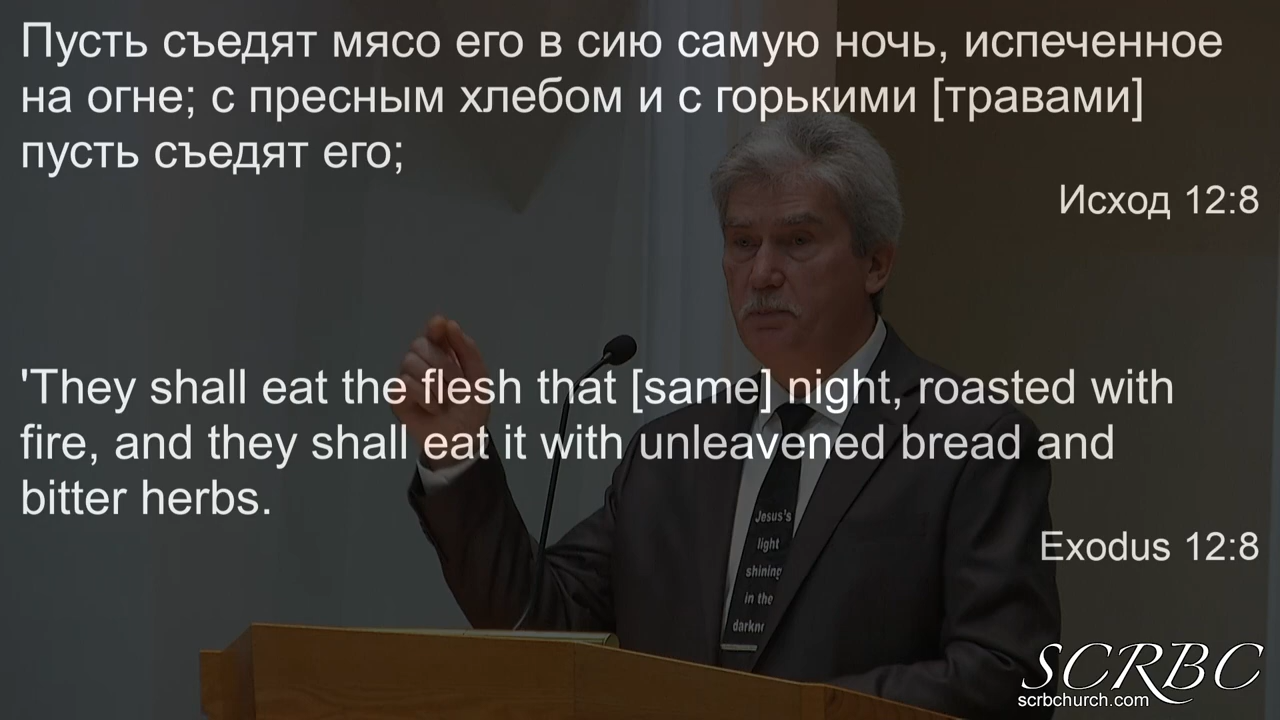 Пусть съедят мясо его в сию самую ночь, испеченное
на огне; с пресным хлебом и с горькими [травами]
пусть съедят его;
Исход 12:8
'They shall eat the flesh that [same] night, roasted with
fire, and they shall eat it with unleavened bread and
bitter herbs.
Exodus 12:8
Jesus's
light
shining
in the
SCRBC
scrbchurch.com